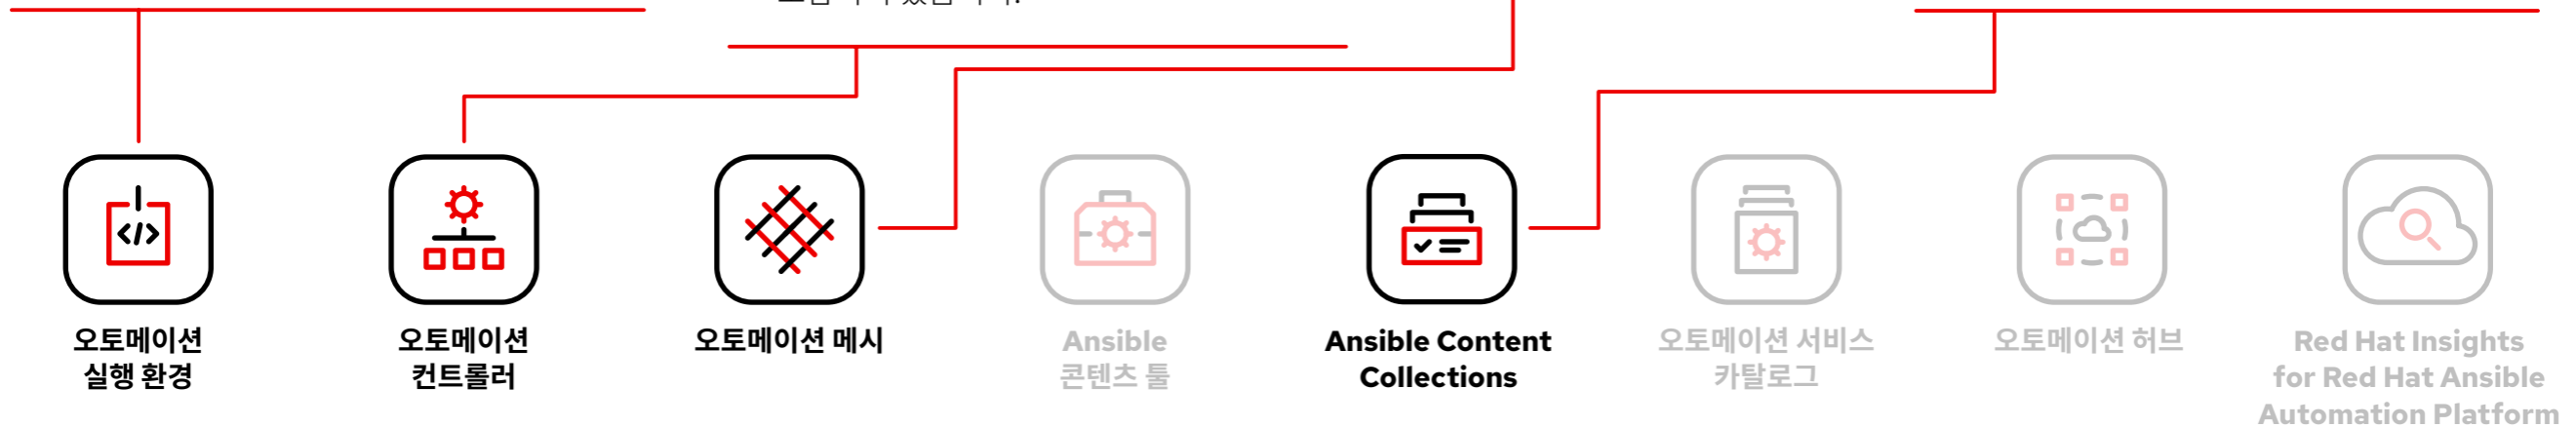 오토메이션
실행 환경
오토메이션
컨트롤러
오토메이션 메시
Ansible
콘텐츠 툴
Ansible Content
Collections
오토메이션 서비스
카탈로그
오토메이션 허브
Red Hat Insights
for Red Hat Ansible
Automation Platform